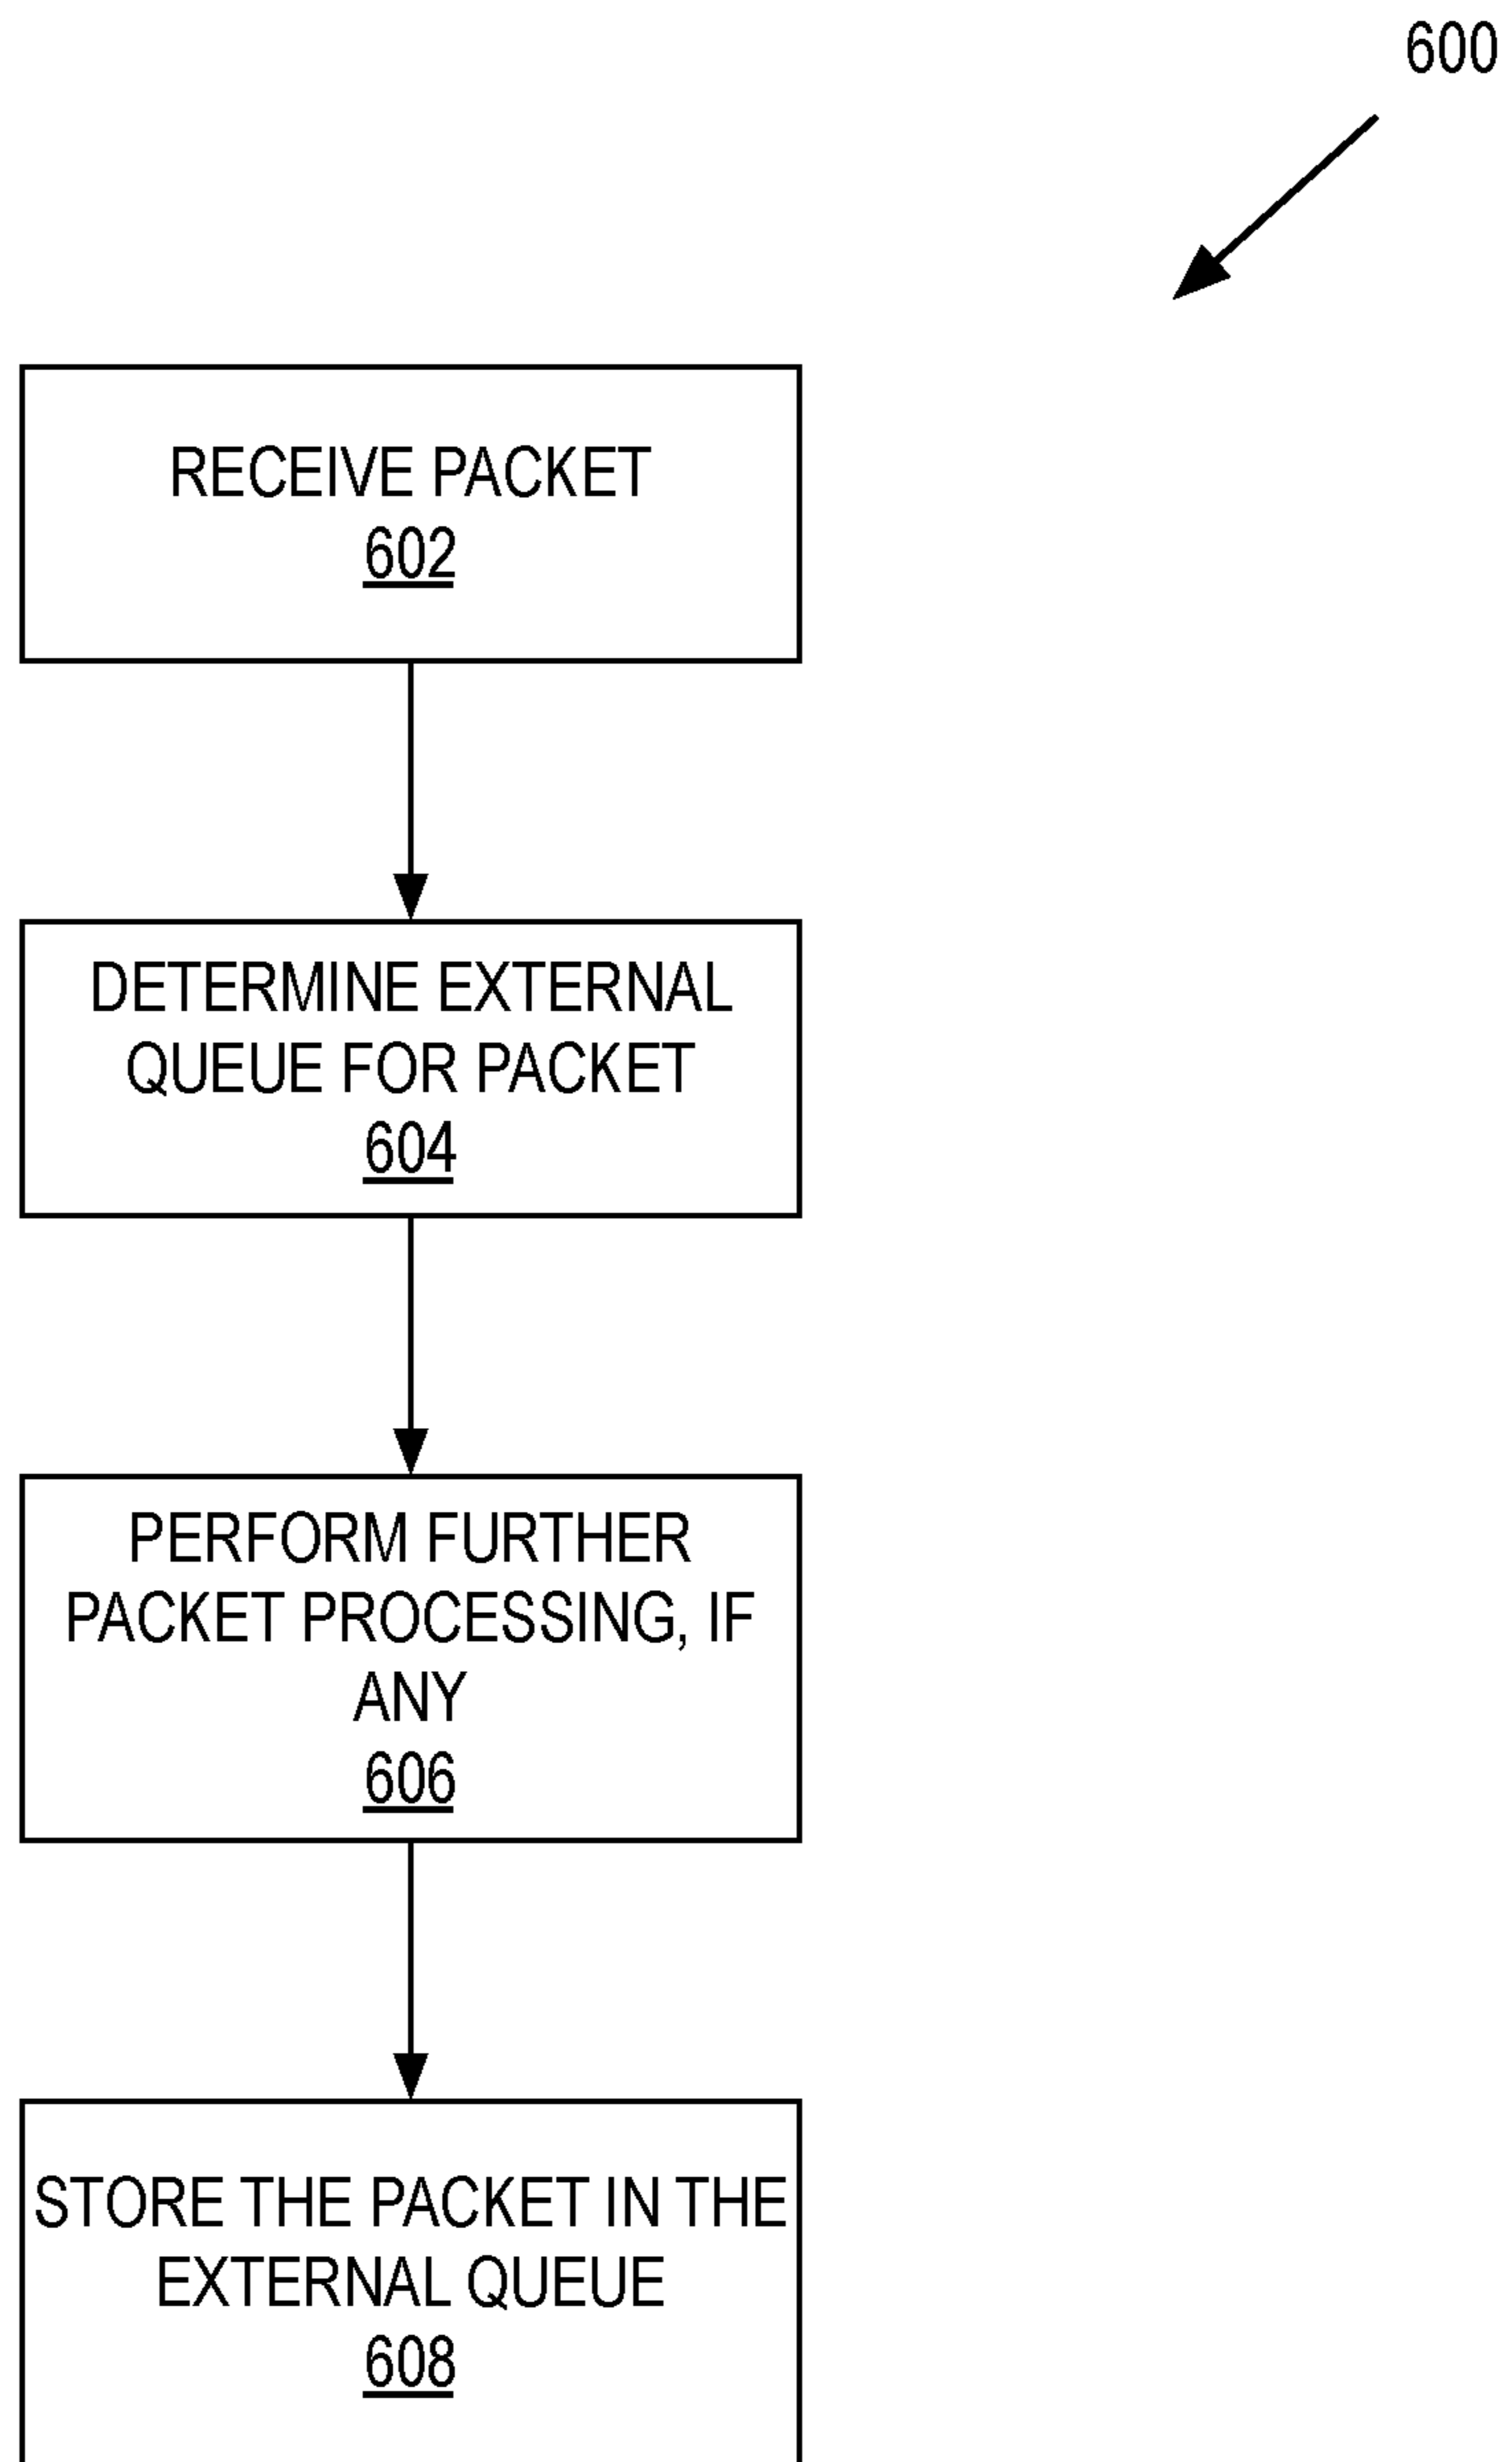 600
RECEIVE PACKET
602
DETERMINE EXTERNAL
QUEUE FOR PACKET
604
PERFORM FURTHER
PACKET PROCESSING, IF
ANY
606
STORE THE PACKET IN THE
EXTERNAL QUEUE
608